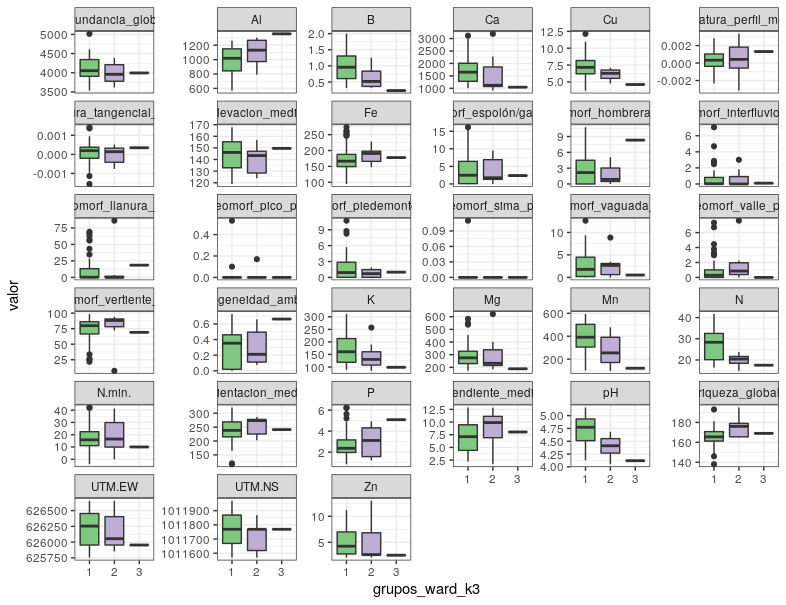 undancia_glob Al B Ca Cu atura_perfil_m
5000 4500 4000 3500
1200 1000 800 600
2.0 1.5 1.0 0.5
3000 2500 2000 1500 1000
12.5 10.0 7.5 5.0
0.002 0.000 -0.002
ra_tangencial_ levacion_medi Fe orf_espolón/ga morf_hombrera morf_interfluvio
0.001 0.000 -0.001
170 160 150 140 130 120
250 200 150 100
15 10 5 0
9 6 3 0
6 4 2 0
omorf_llanura_ eomorf_pico_p orf_piedemont eomorf_sima_p morf_vaguada_ eomorf_valle_p
75 50 25 0
0.4 0.2 0.0
9 6 3 0
0.09 0.06 0.03 0.00
10 5 0
6 4 2 0
morf_vertiente_ geneidad_amb K Mg Mn N
100 75 50 25
0.6 0.4 0.2 0.0
300 250 200 150 100
600 500 400 300 200
600 400 200
40 30 20
N.min. ientacion_med P endiente_medi pH riqueza_global
40 30 20 10 0
300 250 200 150
6 4 2
12.5 10.0 7.5 5.0 2.5
5.00 4.75 4.50 4.25 4.00
180 160 140
1 2 3
1 2 3
1 2 3
UTM.EW UTM.NS Zn
626500 626250 626000 625750
1011900 1011800 1011700 1011600
10 5
1 2 3
1 2 3
1 2 3
valor
grupos_ward_k3